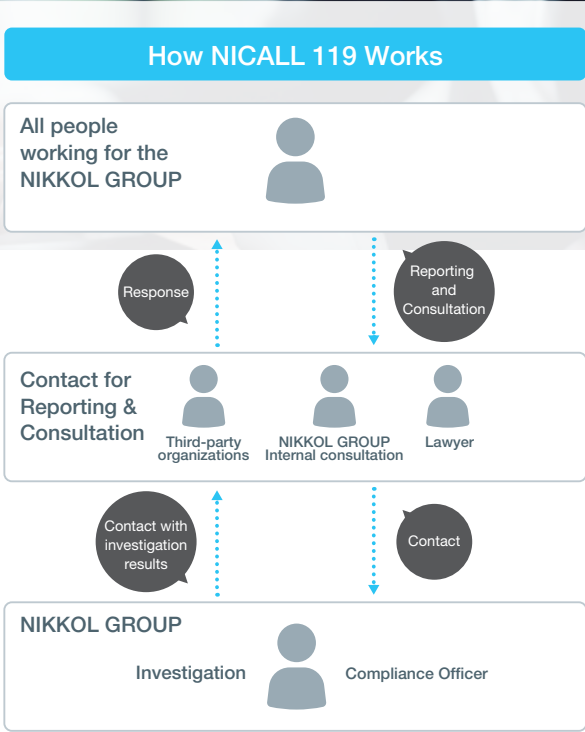 How NICALL 119 Works
All people
working for the
NIKKOL GROUP
Response
Reporting
and
Consultation
Contact for
Reporting &
Consultation
Third-party
organizations
NIKKOL GROUP
Internal consultation
Lawyer
Contact with
investigation
results
Contact
NIKKOL GROUP
Investigation
Compliance Officer